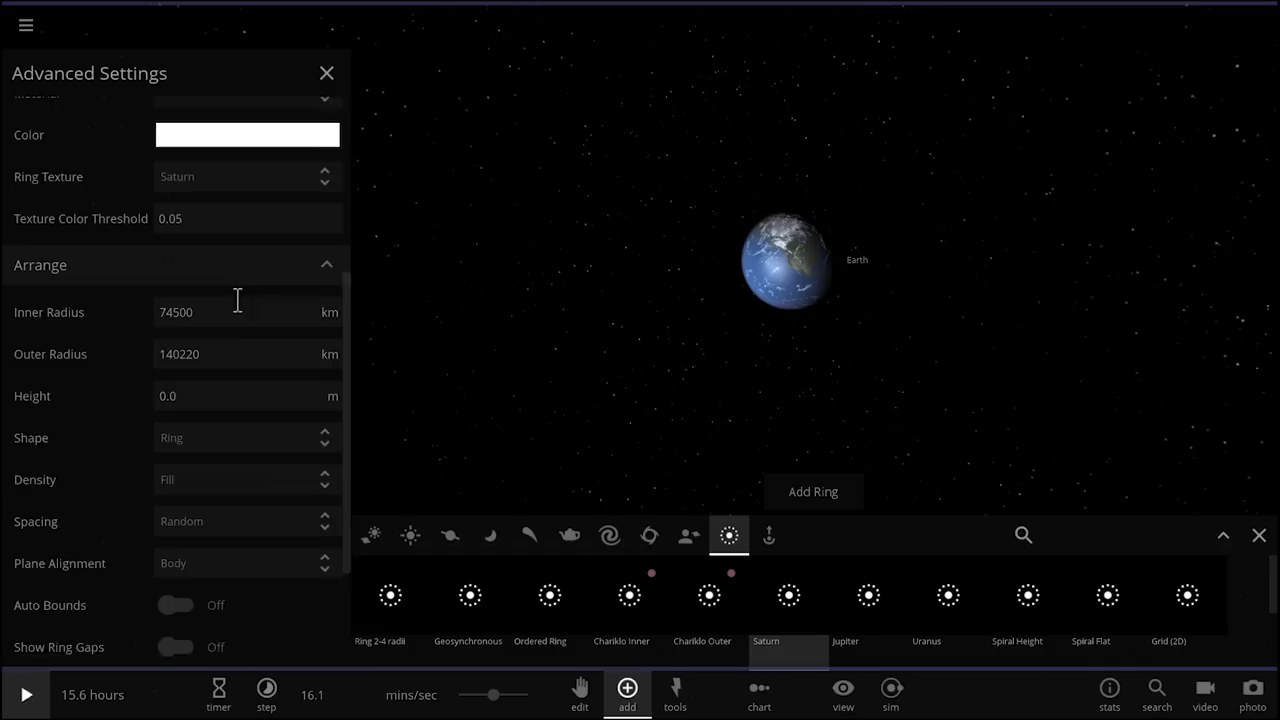 Advanced Settings
Material
Color
Ring Texture Saturn
Texture Color Threshold 0.05
Arrange
Inner Radius 74500 km
Outer Radius 140220 km
Height 0.0 m
Shape Ring
Density Fill
Spacing Random
Plane Alignment Body
Auto Bounds Off
Show Ring Gaps Off
Earth
Add Ring
Ring 2-4 radii Geosynchronous Ordered Ring Chariklo Inner Chariklo Outer Saturn Jupiter Uranus Spiral Height Spiral Flat Grid (2D)
15.6 hours timer step 16.1 mins/sec edit add tools chart view sim stats search video photo